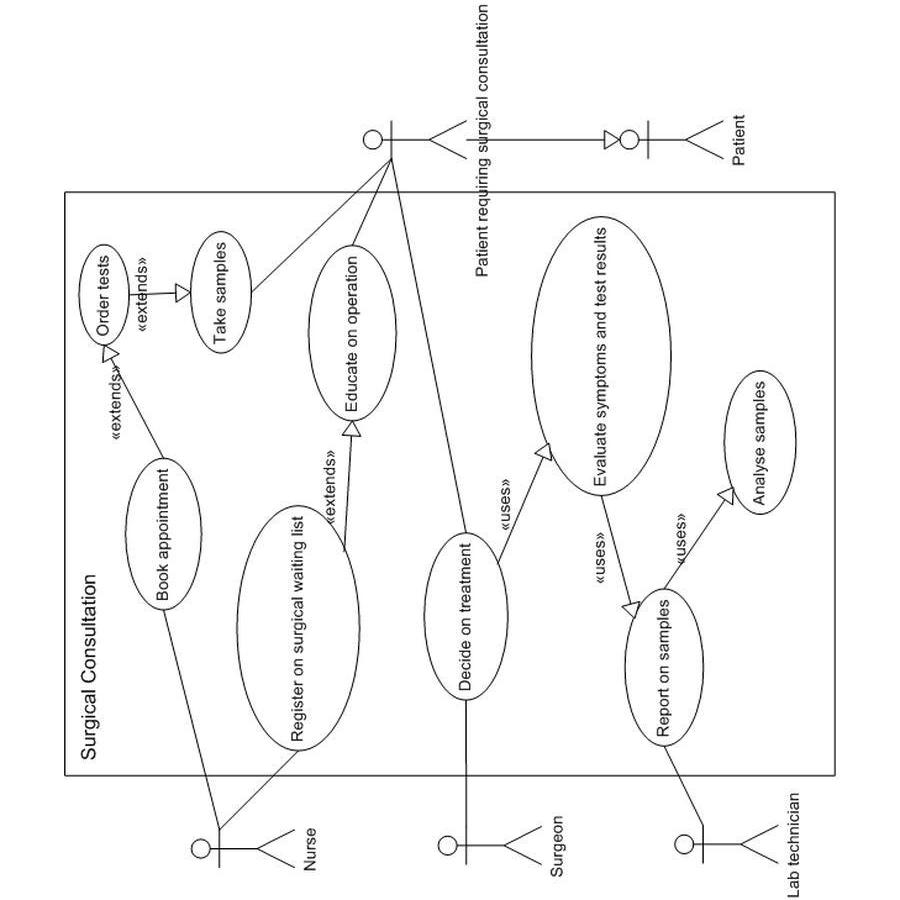 Surgical Consultation
Nurse
Surgeon
Lab technician
Book appointment
«extends»
Order tests
«extends»
Take samples
Register on surgical waiting list
«extends»
Educate on operation
Decide on treatment
«uses»
Evaluate symptoms and test results
«uses»
Report on samples
«uses»
Analyse samples
Patient requiring surgical consultation
Patient